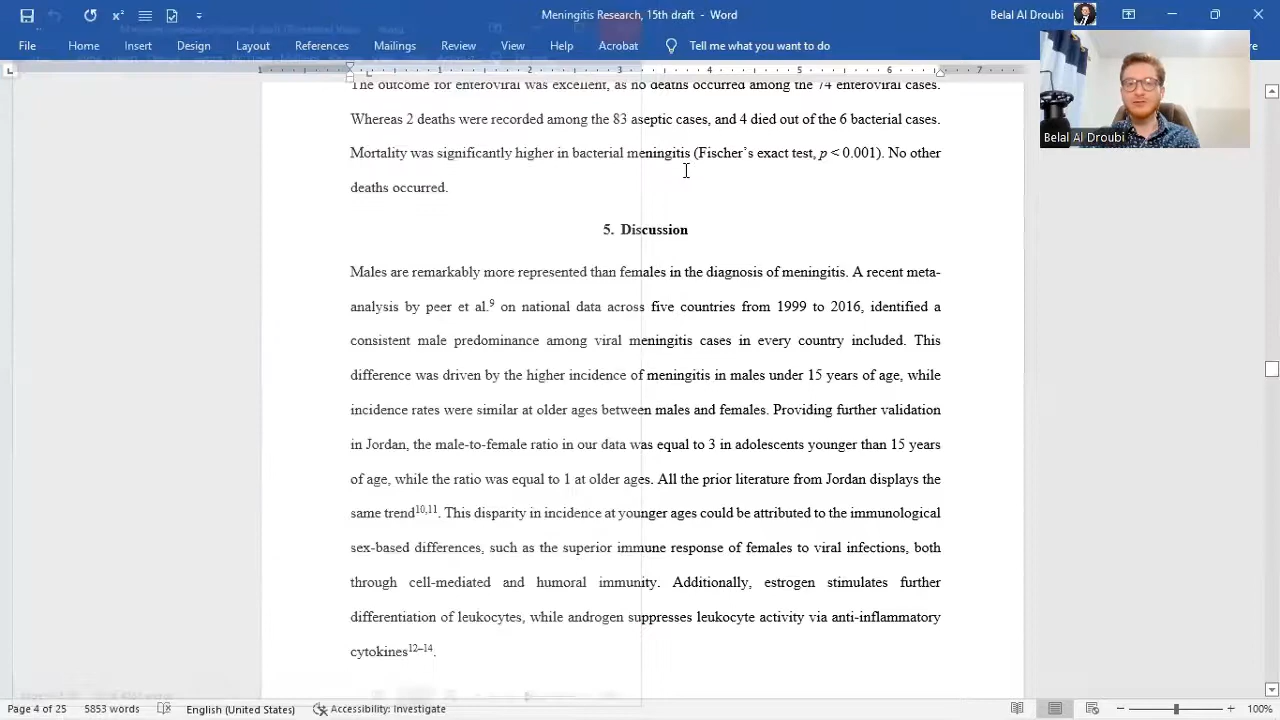 Meningitis Research, 15th draft - Word
Belal Al Droubi
File Home Insert Draw Design Layout References Mailings Review View Help Acrobat Tell me what you want to do
1 1 2 3 4 5 6 7
Belal Al Droubi
The outcome for enteroviral was excellent, as no deaths occurred among the 74 enteroviral cases.
Whereas 2 deaths were recorded among the 83 aseptic cases, and 4 died out of the 6 bacterial cases.
Mortality was significantly higher in bacterial meningitis (Fischer’s exact test, p < 0.001). No other
deaths occurred.
5. Discussion
Males are remarkably more represented than females in the diagnosis of meningitis. A recent meta-
analysis by peer et al.9 on national data across five countries from 1999 to 2016, identified a
consistent male predominance among viral meningitis cases in every country included. This
difference was driven by the higher incidence of meningitis in males under 15 years of age, while
incidence rates were similar at older ages between males and females. Providing further validation
in Jordan, the male-to-female ratio in our data was equal to 3 in adolescents younger than 15 years
of age, while the ratio was equal to 1 at older ages. All the prior literature from Jordan displays the
same trend10,11. This disparity in incidence at younger ages could be attributed to the immunological
sex-based differences, such as the superior immune response of females to viral infections, both
through cell-mediated and humoral immunity. Additionally, estrogen stimulates further
differentiation of leukocytes, while androgen suppresses leukocyte activity via anti-inflammatory
cytokines12–14.
Page 4 of 25 5853 words English (United States) Accessibility: Investigate 100%